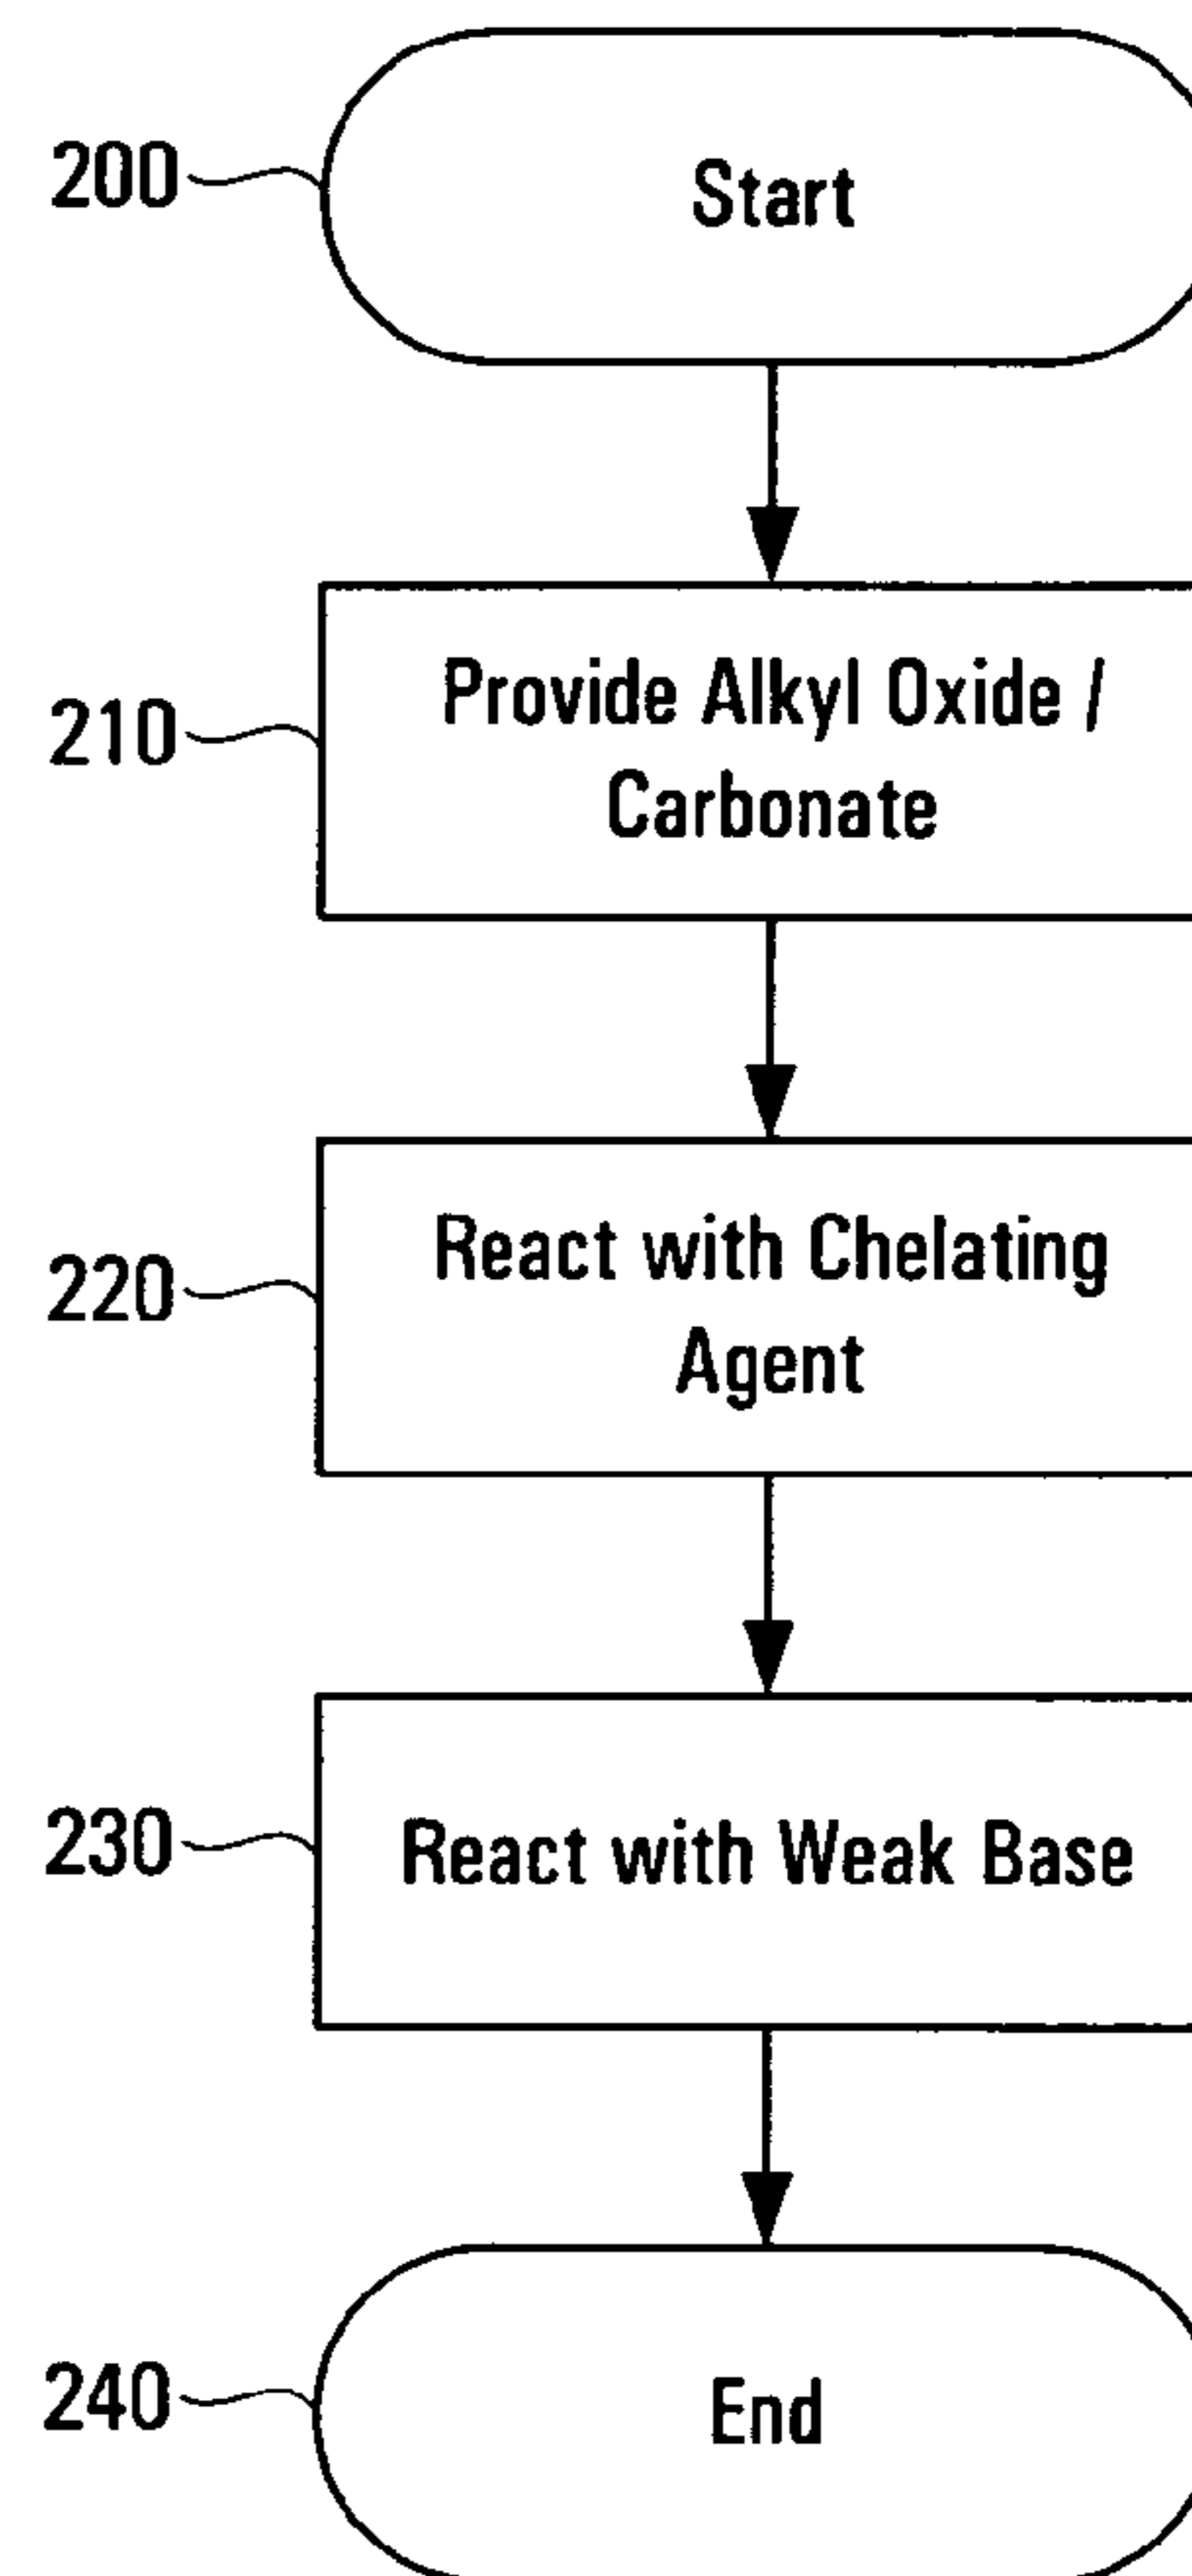 200
Start
210
Provide Alkyl Oxide /
Carbonate
220
React with Chelating
Agent
230
React with Weak Base
240
End